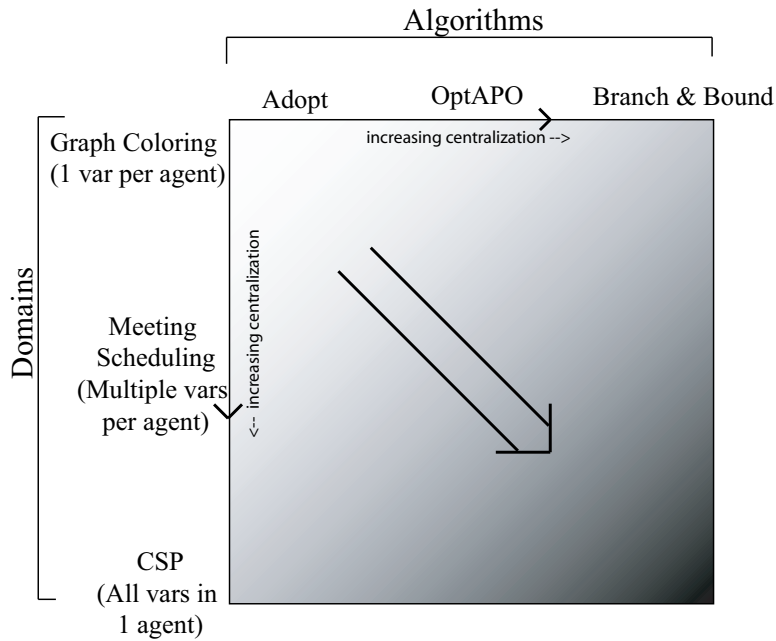 Algorithms
Adopt
OptAPO
Branch & Bound
increasing centralization -->
Domains
Graph Coloring
(1 var per agent)
<-- increasing centralization
Meeting
Scheduling
(Multiple vars
per agent)
CSP
(All vars in
1 agent)